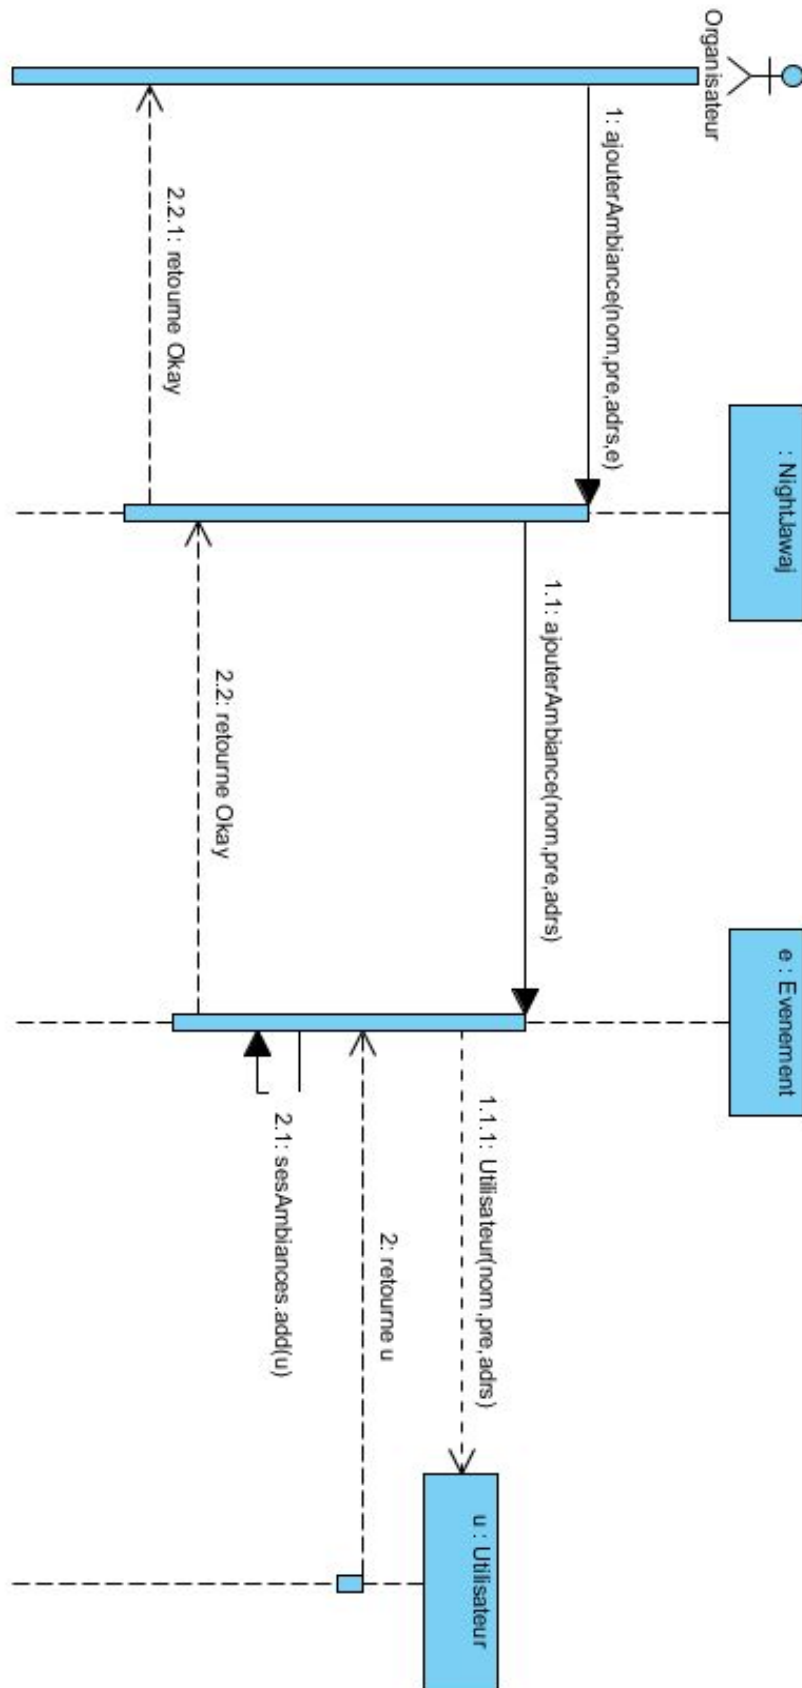 Organisateur
: NightJawaj
e : Evenement
1: ajouterAmbiance(nom,pre,adrs,e)
1.1: ajouterAmbiance(nom,pre,adrs)
1.1.1: Utilisateur(nom,pre,adrs)
u : Utilisateur
2: retourne u
2.1: sesAmbiances.add(u)
2.2: retourne Okay
2.2.1: retourne Okay